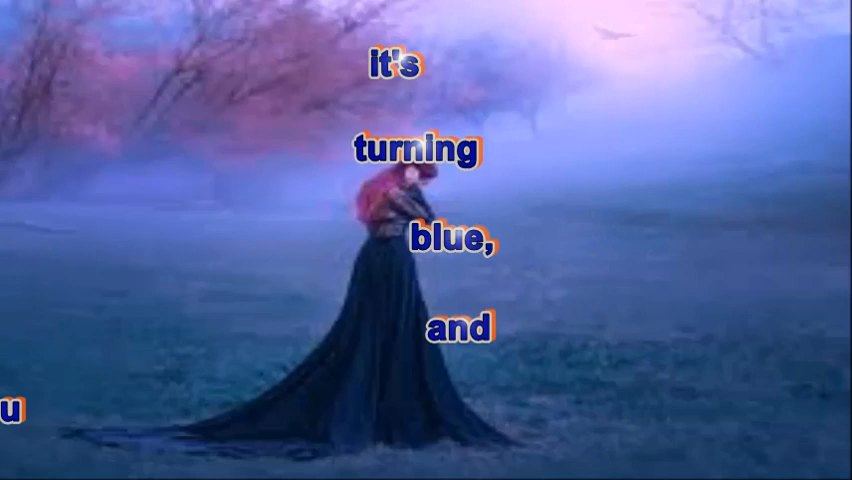 it's
turning
blue,
and
u